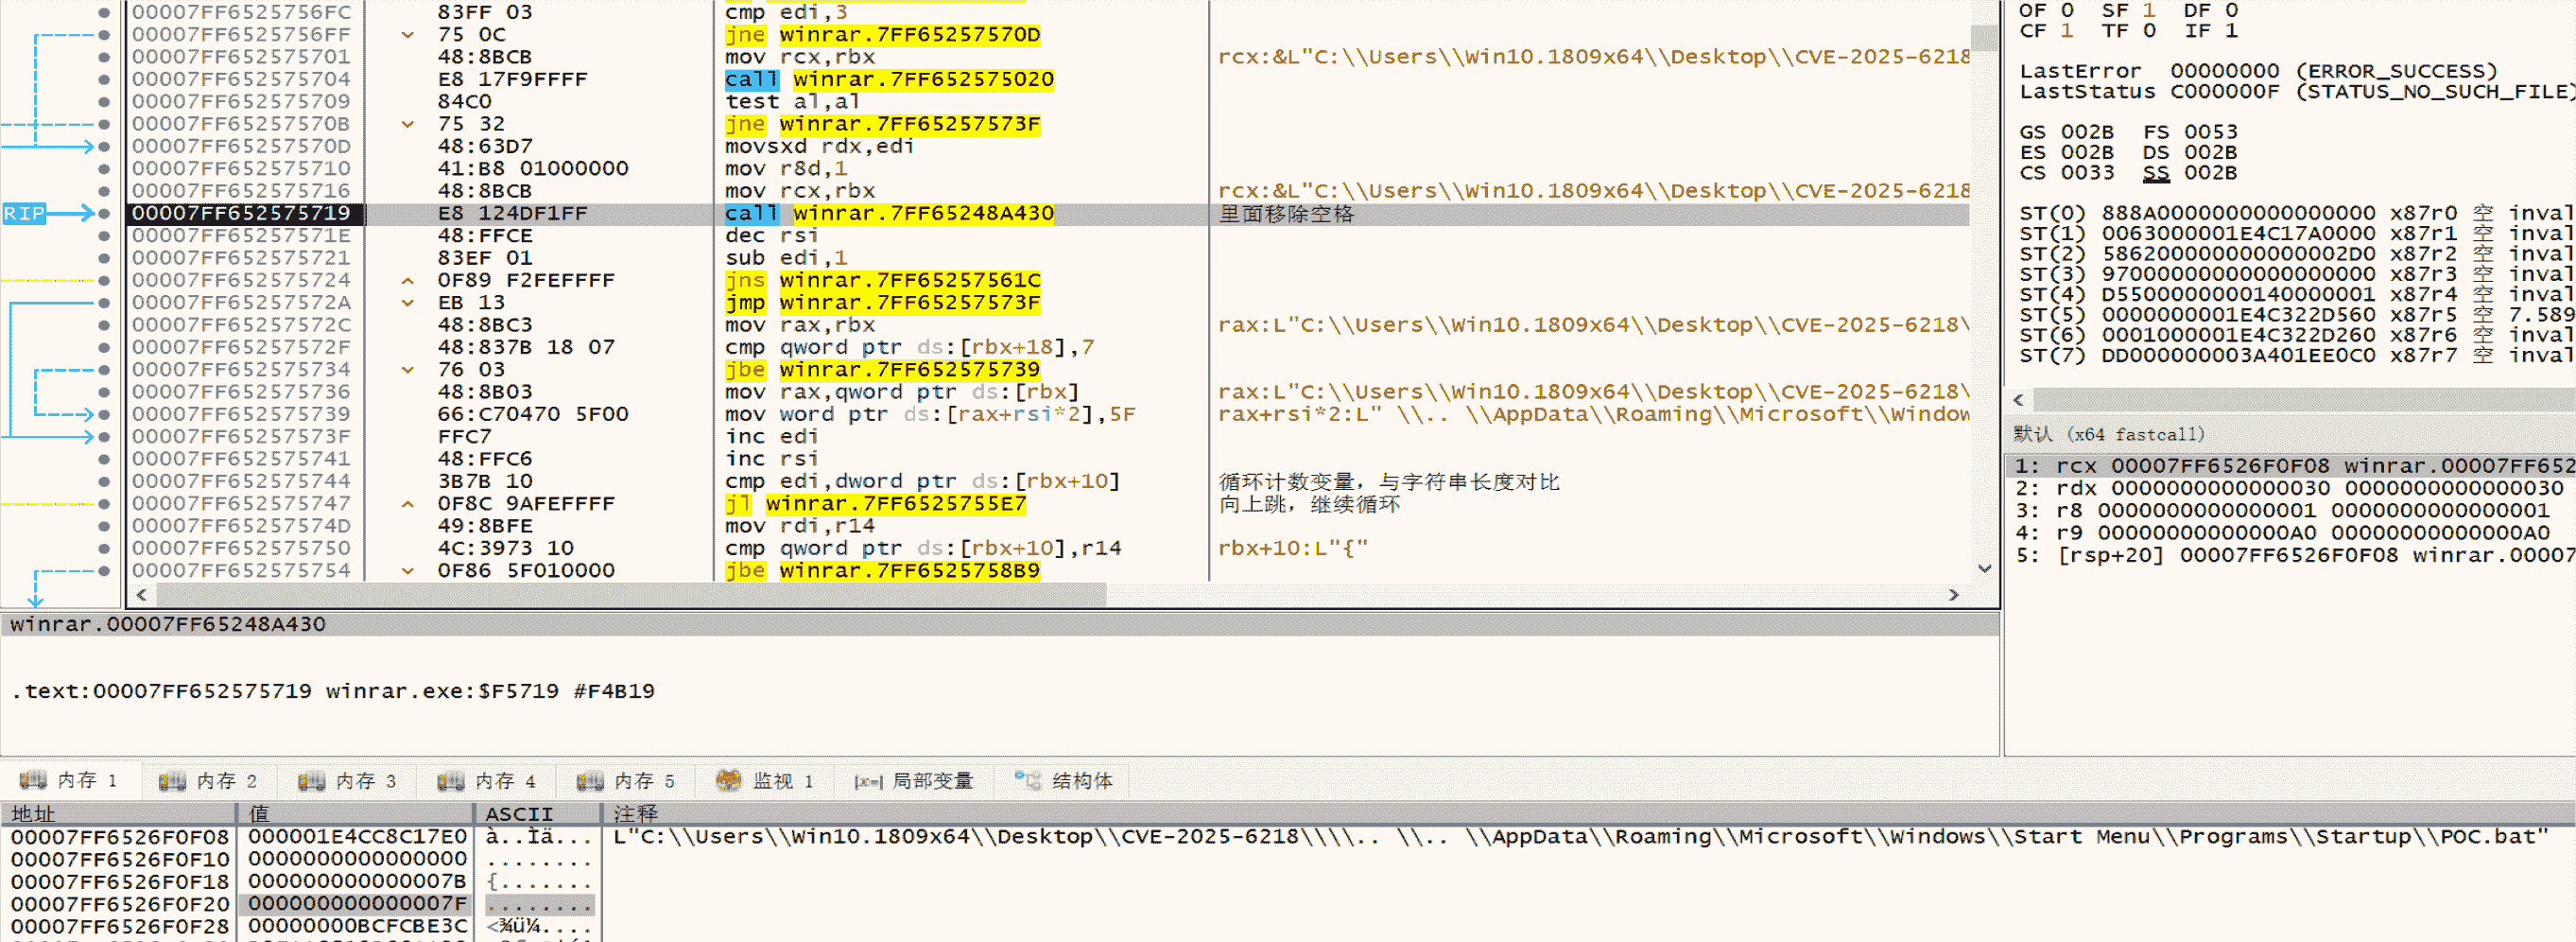 00007FF6525756FC 83FF 03 cmp edi,3
00007FF6525756FF 75 0C jne winrar.7FF65257570D
00007FF652575701 48:8BCB mov rcx,rbx rcx:&L"C:\\Users\\Win10.1809x64\\Desktop\\CVE-2025-6218
00007FF652575704 E8 17F9FFFF call winrar.7FF652575020
00007FF652575709 84C0 test al,al
00007FF65257570B 75 32 jne winrar.7FF65257573F
00007FF65257570D 48:63D7 movsxd rdx,edi
00007FF652575710 41:B8 01000000 mov r8d,1
00007FF652575716 48:8BCB mov rcx,rbx rcx:&L"C:\\Users\\Win10.1809x64\\Desktop\\CVE-2025-6218
RIP 00007FF652575719 E8 124DF1FF call winrar.7FF65248A430 里面移除空格
00007FF65257571E 48:FFCE dec rsi
00007FF652575721 83EF 01 sub edi,1
00007FF652575724 0F89 F2FEFFFF jns winrar.7FF65257561C
00007FF65257572A EB 13 jmp winrar.7FF65257573F
00007FF65257572C 48:8BC3 mov rax,rbx rax:L"C:\\Users\\Win10.1809x64\\Desktop\\CVE-2025-6218\
00007FF65257572F 48:837B 18 07 cmp qword ptr ds:[rbx+18],7
00007FF652575734 76 03 jbe winrar.7FF652575739
00007FF652575736 48:8B03 mov rax,qword ptr ds:[rbx] rax:L"C:\\Users\\Win10.1809x64\\Desktop\\CVE-2025-6218\
00007FF652575739 66:C70470 5F00 mov word ptr ds:[rax+rsi*2],5F rax+rsi*2:L" \\.. \\AppData\\Roaming\\Microsoft\\Window
00007FF65257573F FFC7 inc edi
00007FF652575741 48:FFC6 inc rsi
00007FF652575744 3B7B 10 cmp edi,dword ptr ds:[rbx+10] 循环计数变量，与字符串长度对比
00007FF652575747 0F8C 9AFEFFFF jl winrar.7FF6525755E7 向上跳，继续循环
00007FF65257574D 49:8BFE mov rdi,r14
00007FF652575750 4C:3973 10 cmp qword ptr ds:[rbx+10],r14 rbx+10:L"{"
00007FF652575754 0F86 5F010000 jbe winrar.7FF6525758B9
OF 0 SF 1 DF 0
CF 1 TF 0 IF 1
LastError 00000000 (ERROR_SUCCESS)
LastStatus C000000F (STATUS_NO_SUCH_FILE)
GS 002B FS 0053
ES 002B DS 002B
CS 0033 SS 002B
ST(0) 888A0000000000000000 x87r0 空 inval
ST(1) 0063000001E4C17A0000 x87r1 空 inval
ST(2) 586200000000000002D0 x87r2 空 inval
ST(3) 97000000000000000000 x87r3 空 inval
ST(4) D5500000000140000001 x87r4 空 inval
ST(5) 00000001E4C322D560 x87r5 空 7.589
ST(6) 0001000001E4C322D260 x87r6 空 inval
ST(7) DD000000003A401EE0C0 x87r7 空 inval
默认 (x64 fastcall)
1: rcx 00007FF6526F0F08 winrar.00007FF652
2: rdx 0000000000000030 0000000000000030
3: r8 0000000000000001 0000000000000001
4: r9 00000000000000A0 00000000000000A0
5: [rsp+20] 00007FF6526F0F08 winrar.00007
winrar.00007FF65248A430
.text:00007FF652575719 winrar.exe:$F5719 #F4B19
内存 1 内存 2 内存 3 内存 4 内存 5 监视 1 [x=] 局部变量 结构体
地址 值 ASCII 注释
00007FF6526F0F08 000001E4CC8C17E0 à..Ìä... L"C:\\Users\\Win10.1809x64\\Desktop\\CVE-2025-6218\\\\.. \\.. \\AppData\\Roaming\\Microsoft\\Windows\\Start Menu\\Programs\\Startup\\POC.bat"
00007FF6526F0F10 0000000000000000 ........
00007FF6526F0F18 000000000000007B {.......
00007FF6526F0F20 000000000000007F ........
00007FF6526F0F28 00000000BCFCBE3C <¾ü¼....